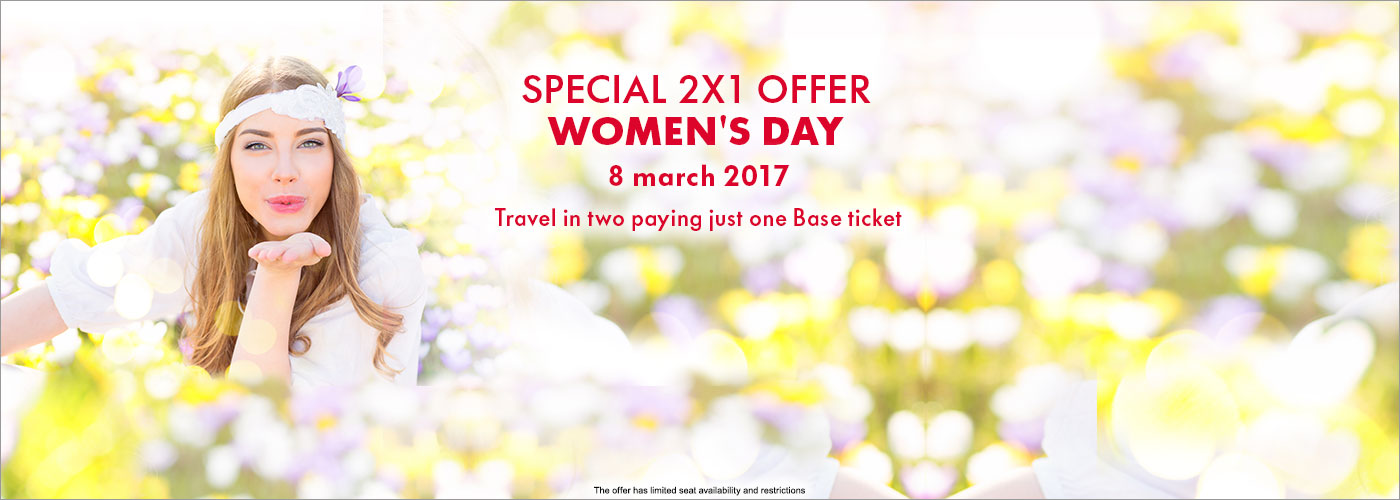 SPECIAL 2X1 OFFER
WOMEN'S DAY
8 march 2017
Travel in two paying just one Base ticket
The offer has limited seat availability and restrictions